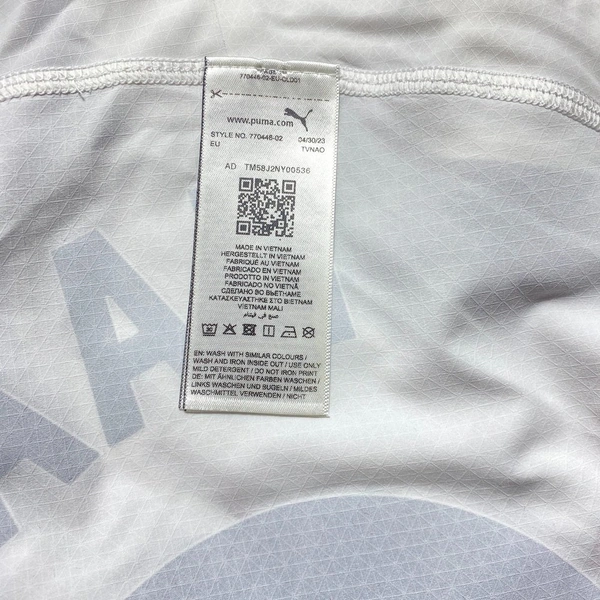 770448-02-EU-OLD01
www.puma.com
STYLE NO. 770448-02 04/30/23
EU TVNAO
AD TM58J2NY00536
MADE IN VIETNAM
HERGESTELLT IN VIETNAM
FABRIQUÉ AU VIETNAM
FABRICADO EN VIETNAM
PRODOTTO IN VIETNAM
FABRICADO NO VIETNÃ
СДЕЛАНО ВО ВЬЕТНАМЕ
ΚΑΤΑΣΚΕΥΑΣΤΗΚΕ ΣΤΟ ΒΙΕΤΝΑΜ
VIETNAM MALI
صنع في فيتنام
EN: WASH WITH SIMILAR COLOURS /
WASH AND IRON INSIDE OUT / USE ONLY
MILD DETERGENT / DO NOT IRON PRINT
DE: MIT ÄHNLICHEN FARBEN WASCHEN /
LINKS WASCHEN UND BÜGELN / MILDES
WASCHMITTEL VERWENDEN / NICHT